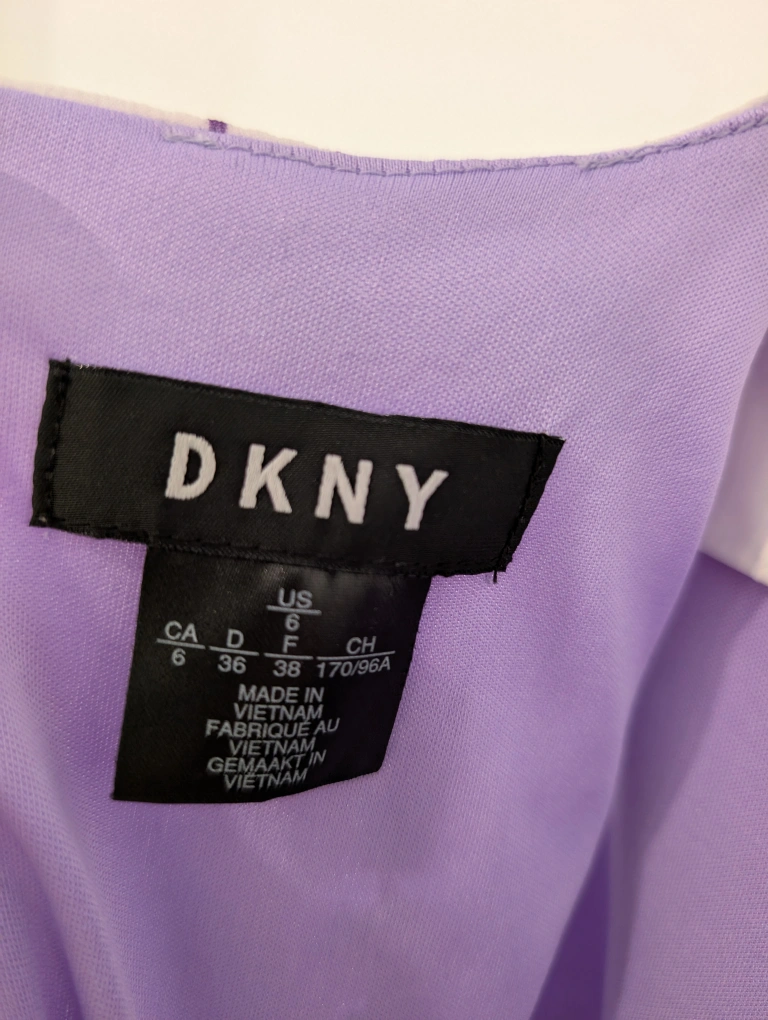 DKNY
US
6
CA D F CH
6 36 38 170/96A
MADE IN
VIETNAM
FABRIQUÉ AU
VIETNAM
GEMAAKT IN
VIETNAM